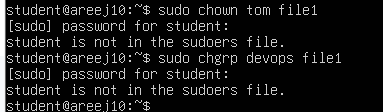 student@areej10:~$ sudo chown tom file1
[sudo] password for student:
student is not in the sudoers file.
student@areej10:~$ sudo chgrp devops file1
[sudo] password for student:
student is not in the sudoers file.
student@areej10:~$